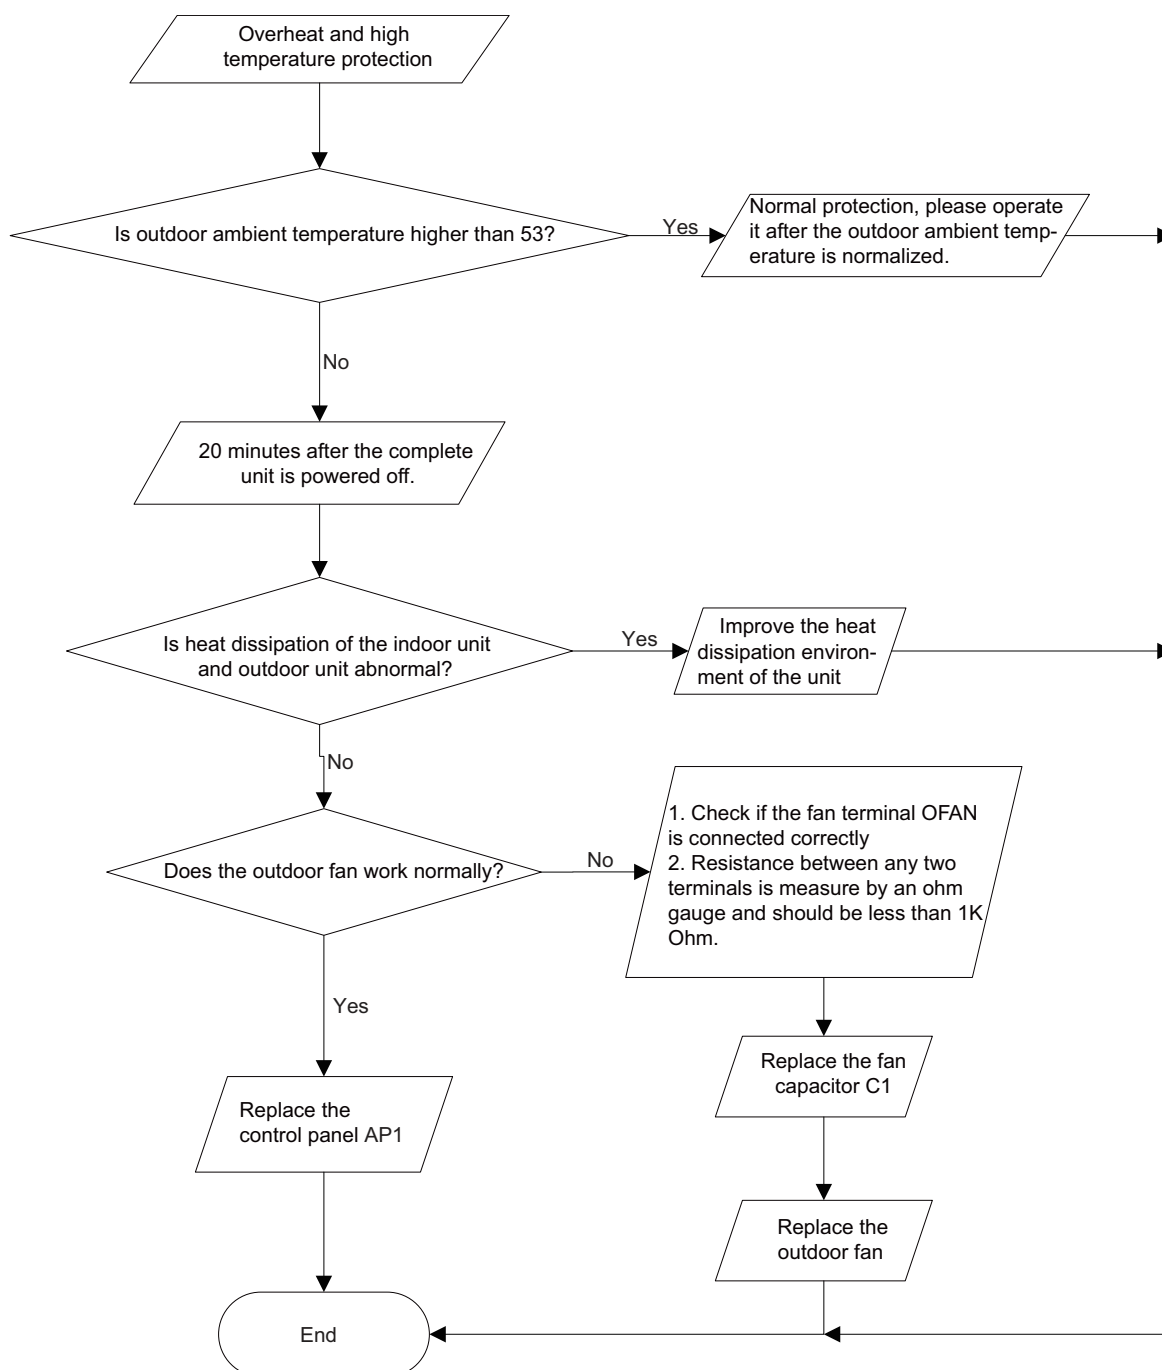 Overheat and high
temperature protection
Is outdoor ambient temperature higher than 53?
Yes
Normal protection, please operate
it after the outdoor ambient temp-
erature is normalized.
No
20 minutes after the complete
unit is powered off.
Is heat dissipation of the indoor unit
and outdoor unit abnormal?
Yes
Improve the heat
dissipation environ-
ment of the unit
No
Does the outdoor fan work normally?
No
1. Check if the fan terminal OFAN
is connected correctly
2. Resistance between any two
terminals is measure by an ohm
gauge and should be less than 1K
Ohm.
Yes
Replace the fan
capacitor C1
Replace the
control panel AP1
Replace the
outdoor fan
End